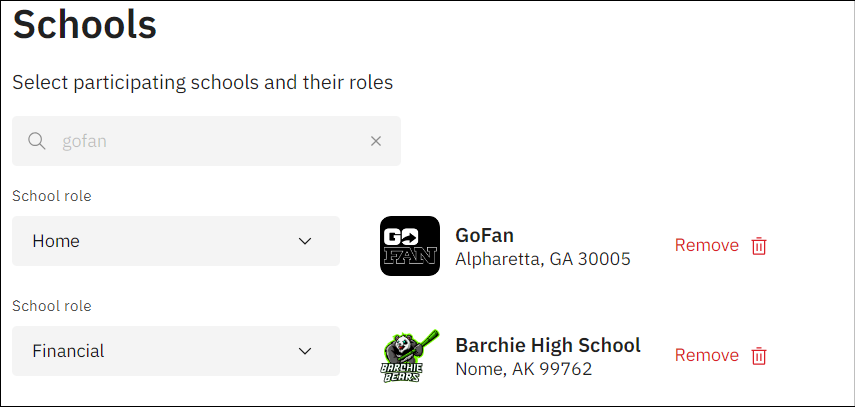 Schools
Select participating schools and their roles
gofan
School role
Home
GO
FAN
GoFan
Alpharetta, GA 30005
Remove
School role
Financial
BARCHIE
BEARS
Barchie High School
Nome, AK 99762
Remove